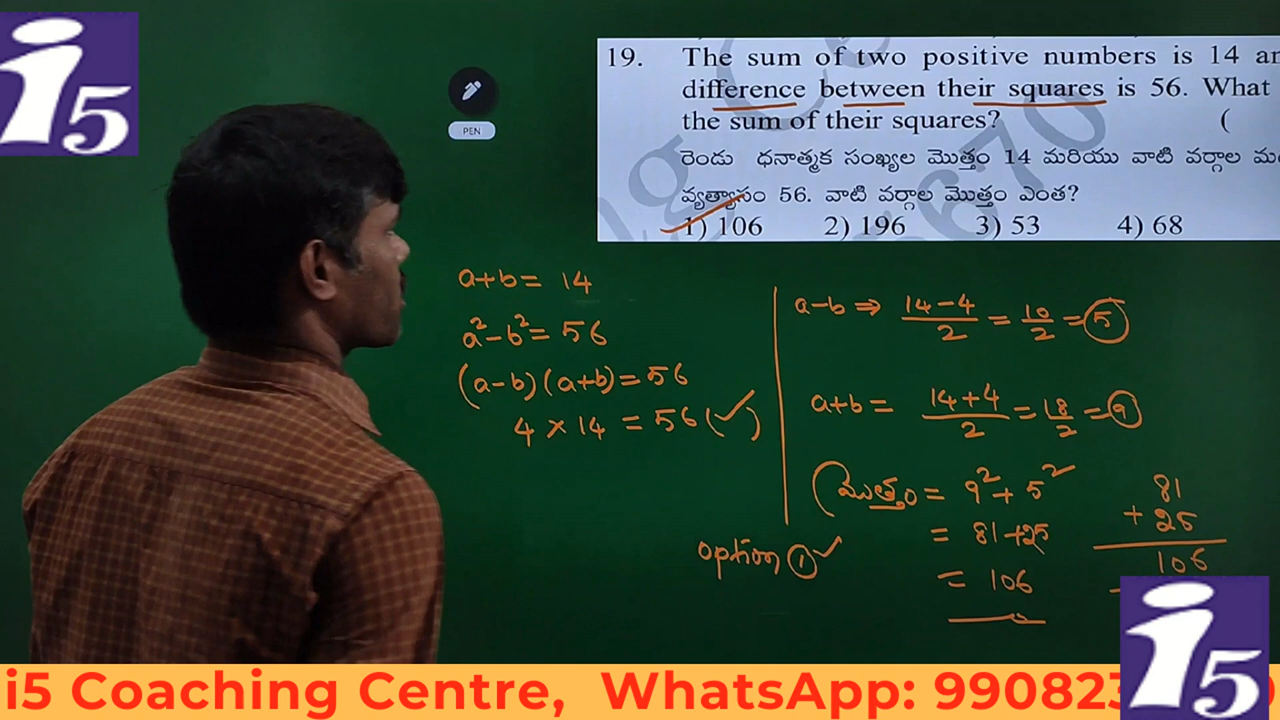 i5
PEN
19. The sum of two positive numbers is 14
difference between their squares is 56. What
the sum of their squares? (
రెండు ధనాత్మక సంఖ్యల మొత్తం 14 మరియు వాటి వర్గాల
వ్యత్యాసం 56. వాటి వర్గాల మొత్తం ఎంత?
1) 106 2) 196 3) 53 4) 68
a+b = 14
a²-b² = 56
(a-b)(a+b) = 56
4 × 14 = 56 (✓)
a-b ⇒ (14-4)/2 = 10/2 = 5
a+b = (14+4)/2 = 18/2 = 9
(మొత్తం = 9² + 5²
= 81+25
= 106
81
+ 25
106
option 1 ✓
i5 Coaching Centre, WhatsApp: 99082
i5